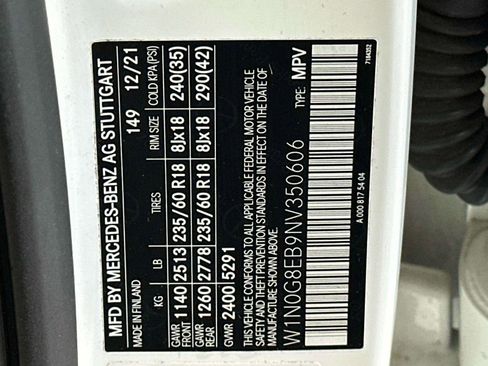 MFD BY MERCEDES-BENZ AG STUTTGART
MADE IN FINLAND 149 12/21
KG LB TIRES RIM SIZE COLD KPA (PSI)
GAWR FRONT 1140 2513 235/60 R18 8Jx18 240(35)
GAWR REAR 1260 2778 235/60 R18 8Jx18 290(42)
GVWR 2400 5291
THIS VEHICLE CONFORMS TO ALL APPLICABLE FEDERAL MOTOR VEHICLE
SAFETY AND THEFT PREVENTION STANDARDS IN EFFECT ON THE DATE OF
MANUFACTURE SHOWN ABOVE.
W1N0G8EB9NV350606 TYPE: MPV
A 000 817 54 04